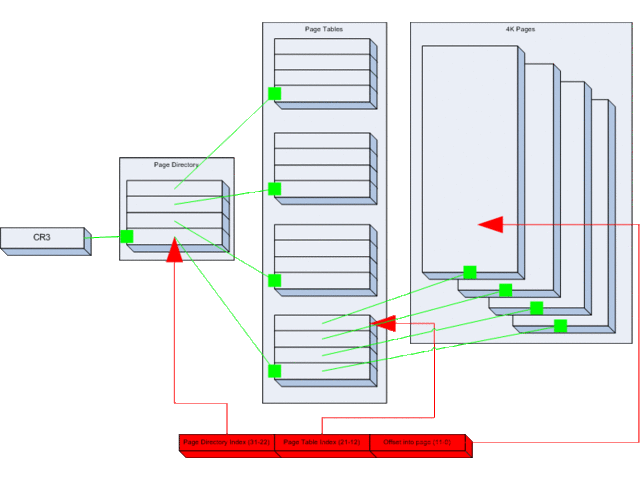 Page Tables
4K Pages
Page Directory
CR3
Page Directory Index (31-22)
Page Table Index (21-12)
Offset into page (11-0)